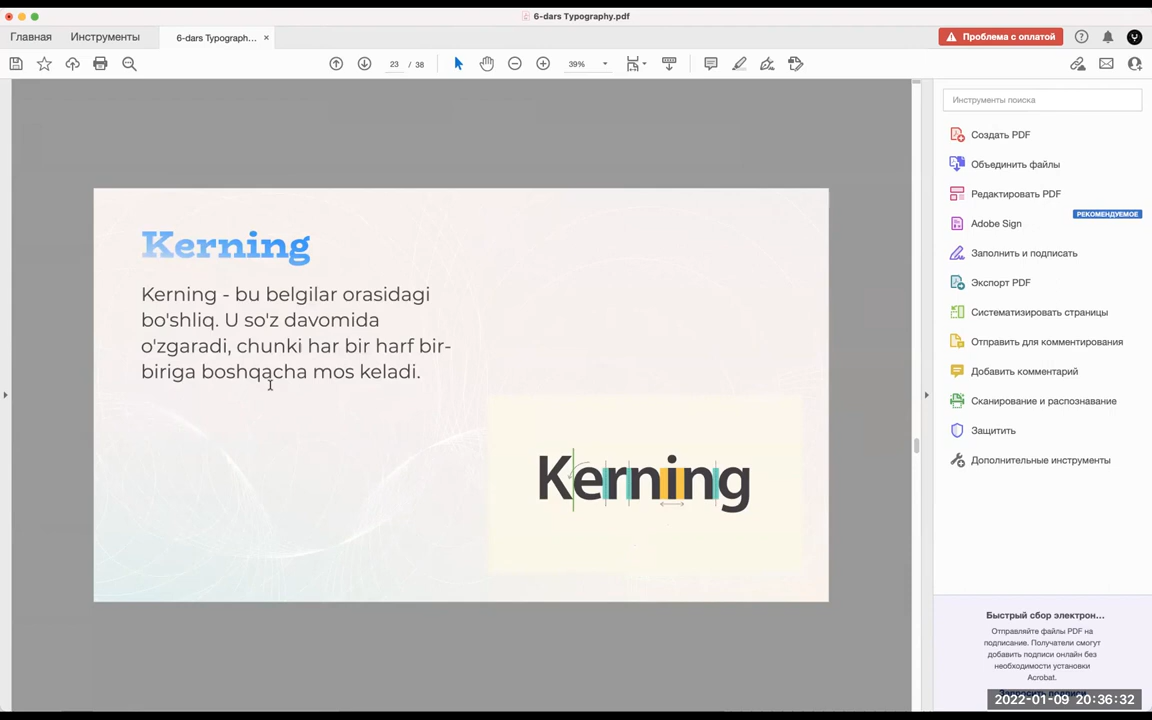 6-dars Typography.pdf
Главная
Инструменты
6-dars Typograph...
Проблема с оплатой
23 / 38
39%
Инструменты поиска
Создать PDF
Объединить файлы
Редактировать PDF
РЕКОМЕНДУЕМОЕ
Adobe Sign
Заполнить и подписать
Экспорт PDF
Систематизировать страницы
Отправить для комментирования
Добавить комментарий
Сканирование и распознавание
Защитить
Дополнительные инструменты
Kerning
Kerning - bu belgilar orasidagi
bo'shliq. U so'z davomida
o'zgaradi, chunki har bir harf bir-
biriga boshqacha mos keladi.
Kerning
Быстрый сбор электрон...
Отправляйте файлы PDF на
подписание. Получатели смогут
добавить подписи онлайн без
необходимости установки
Acrobat.
2022-01-09 20:36:32